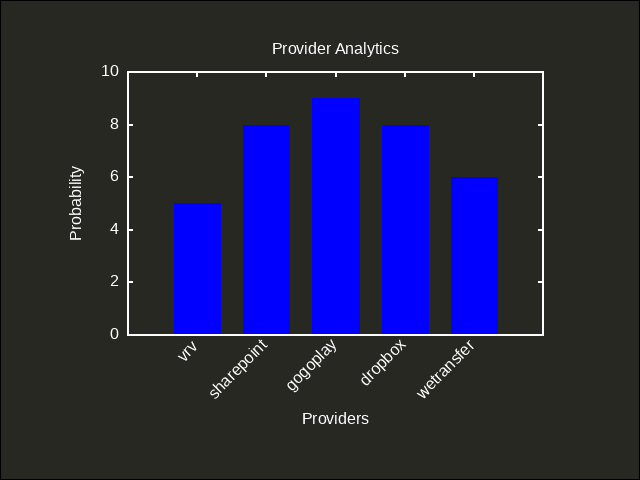 Provider Analytics
10
8
6
4
2
0
Probability
vrv
sharepoint
gogoplay
dropbox
wetransfer
Providers